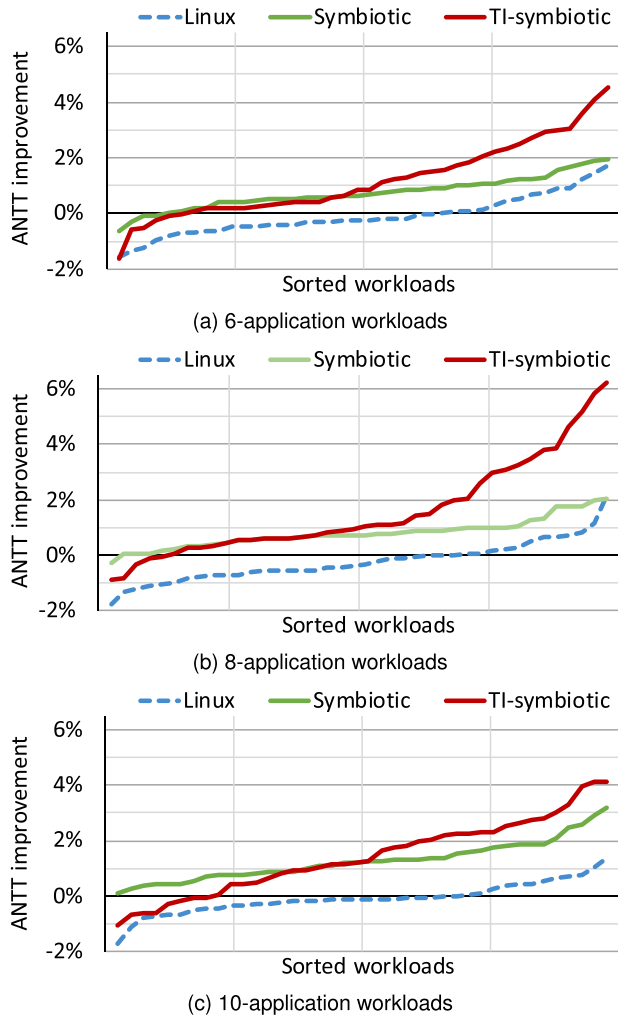 Linux Symbiotic TI-symbiotic
6%
4%
2%
0%
-2%
ANTT improvement
Sorted workloads
(a) 6-application workloads
Linux Symbiotic TI-symbiotic
6%
4%
2%
0%
-2%
ANTT improvement
Sorted workloads
(b) 8-application workloads
Linux Symbiotic TI-symbiotic
6%
4%
2%
0%
-2%
ANTT improvement
Sorted workloads
(c) 10-application workloads